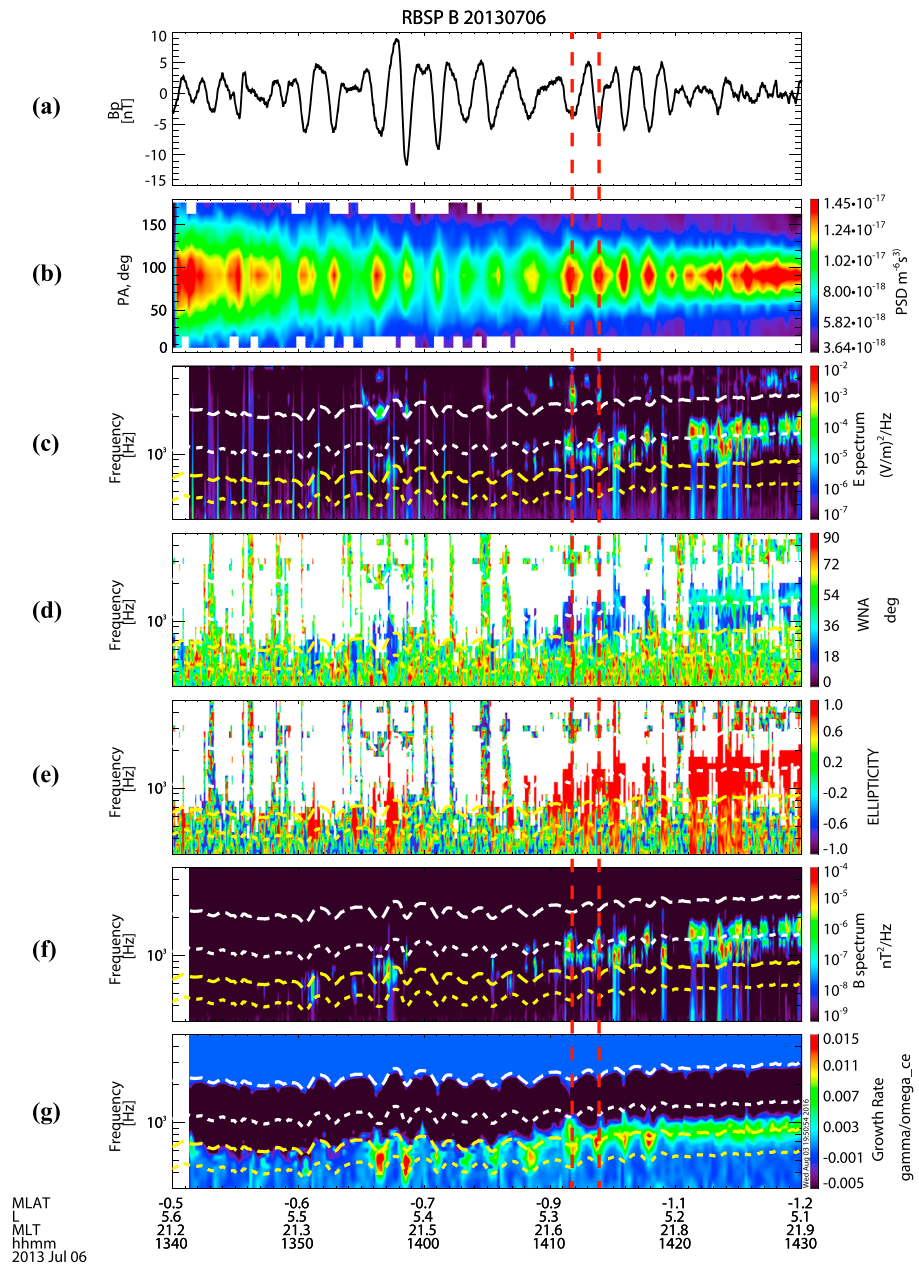 RBSP B 20130706
(a)
Bp
[nT]
10
5
0
-5
-10
-15
(b)
PA, deg
150
100
50
0
1.45•10-17
1.24•10-17
1.02•10-17
8.00•10-18
5.82•10-18
3.64•10-18
PSD m-6s3)
(c)
Frequency
[Hz]
103
10-2
10-3
10-4
10-5
10-6
10-7
E spectrum
(V/m)2/Hz
(d)
Frequency
[Hz]
103
90
72
54
36
18
0
WNA
deg
(e)
Frequency
[Hz]
103
1.0
0.6
0.2
-0.2
-0.6
-1.0
ELLIPTICITY
(f)
Frequency
[Hz]
103
10-4
10-5
10-6
10-7
10-8
10-9
B spectrum
nT2/Hz
(g)
Frequency
[Hz]
103
0.015
0.011
0.007
0.003
-0.001
-0.005
Growth Rate
gamma/omega_ce
Wed Aug 03 19:50:54 2016
MLAT -0.5 -0.6 -0.7 -0.9 -1.1 -1.2
L 5.6 5.5 5.4 5.3 5.2 5.1
MLT 21.2 21.3 21.5 21.6 21.8 21.9
hhmm 1340 1350 1400 1410 1420 1430
2013 Jul 06